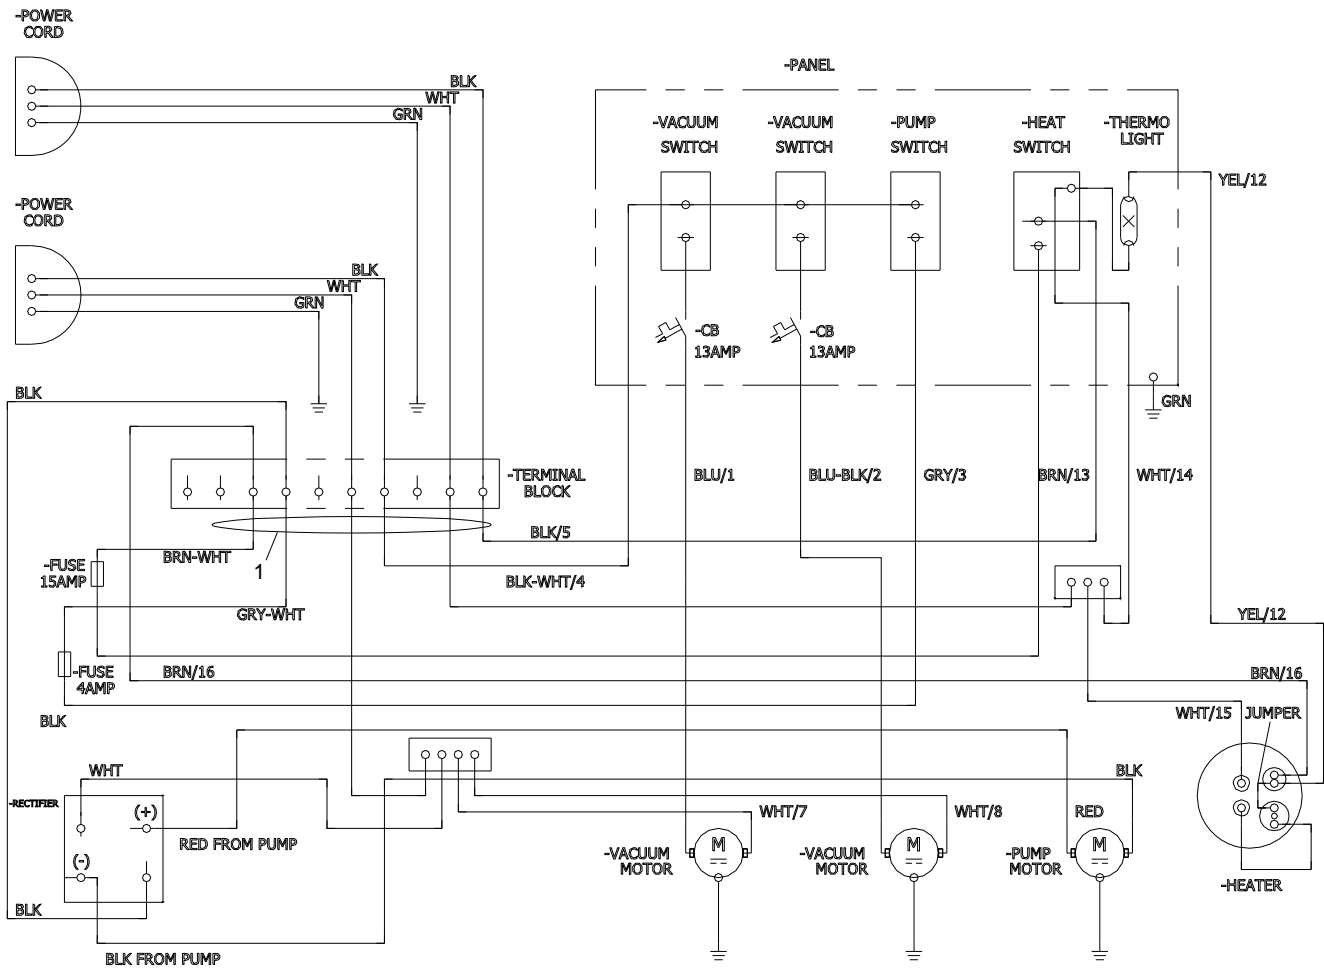 -POWER
CORD
BLK
WHT
GRN
-PANEL
-VACUUM
SWITCH
-VACUUM
SWITCH
-PUMP
SWITCH
-HEAT
SWITCH
-THERMO
LIGHT
YEL/12
-POWER
CORD
BLK
WHT
GRN
-CB
13AMP
-CB
13AMP
BLK
GRN
-TERMINAL
BLOCK
BLU/1
BLU-BLK/2
GRY/3
BRN/13
WHT/14
BLK/5
BRN-WHT
1
-FUSE
15AMP
BLK-WHT/4
GRY-WHT
YEL/12
-FUSE
4AMP
BRN/16
BRN/16
BLK
WHT/15
JUMPER
WHT
BLK
-RECTIFIER
(+)
(-)
RED FROM PUMP
WHT/7
WHT/8
RED
M
M
M
-VACUUM
MOTOR
-VACUUM
MOTOR
-PUMP
MOTOR
-HEATER
BLK
BLK FROM PUMP